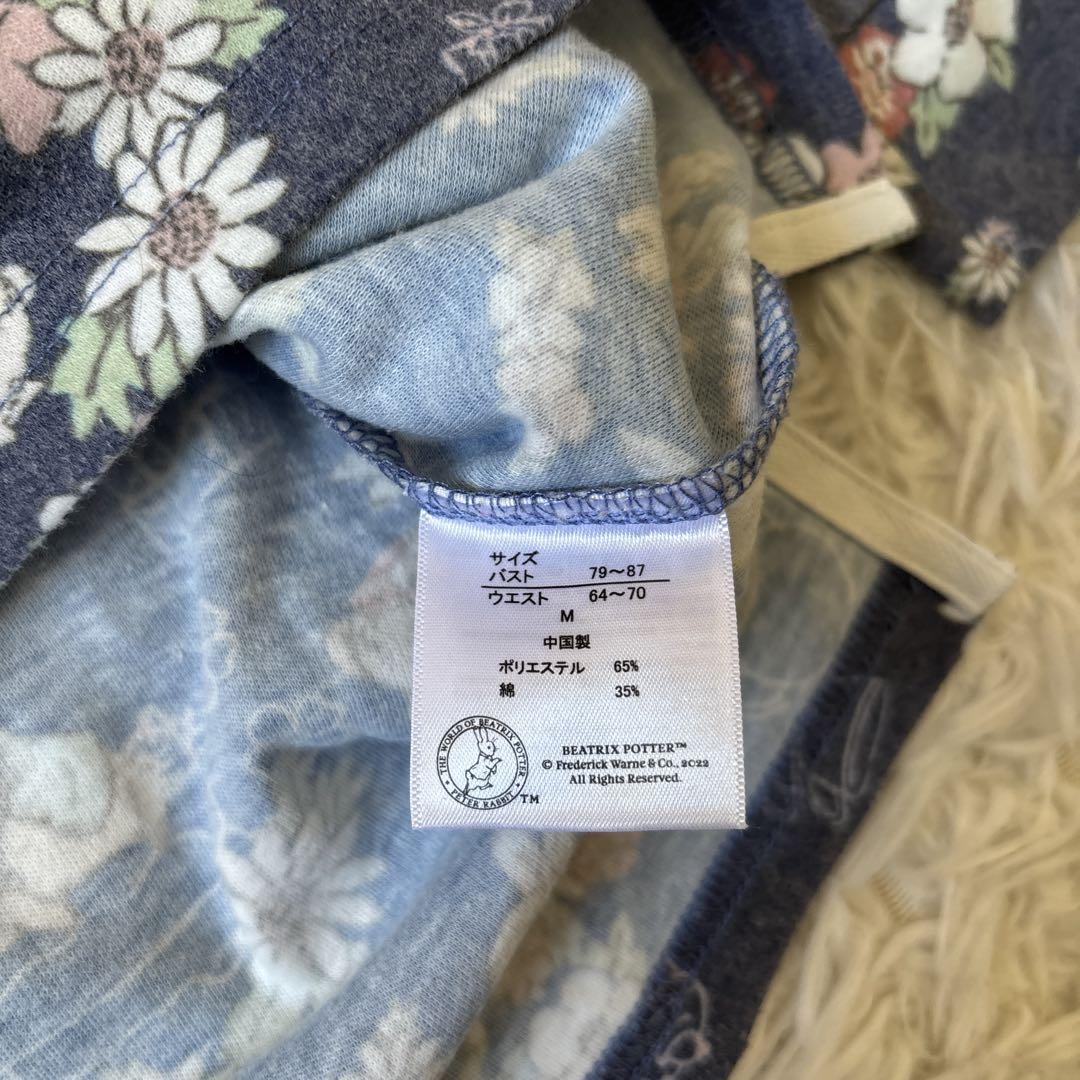 サイズ
バスト 79〜87
ウエスト 64〜70
M
中国製
ポリエステル 65%
綿 35%
THE WORLD OF BEATRIX POTTER
PETER RABBIT
TM
BEATRIX POTTER™
© Frederick Warne & Co., 2022
All Rights Reserved.